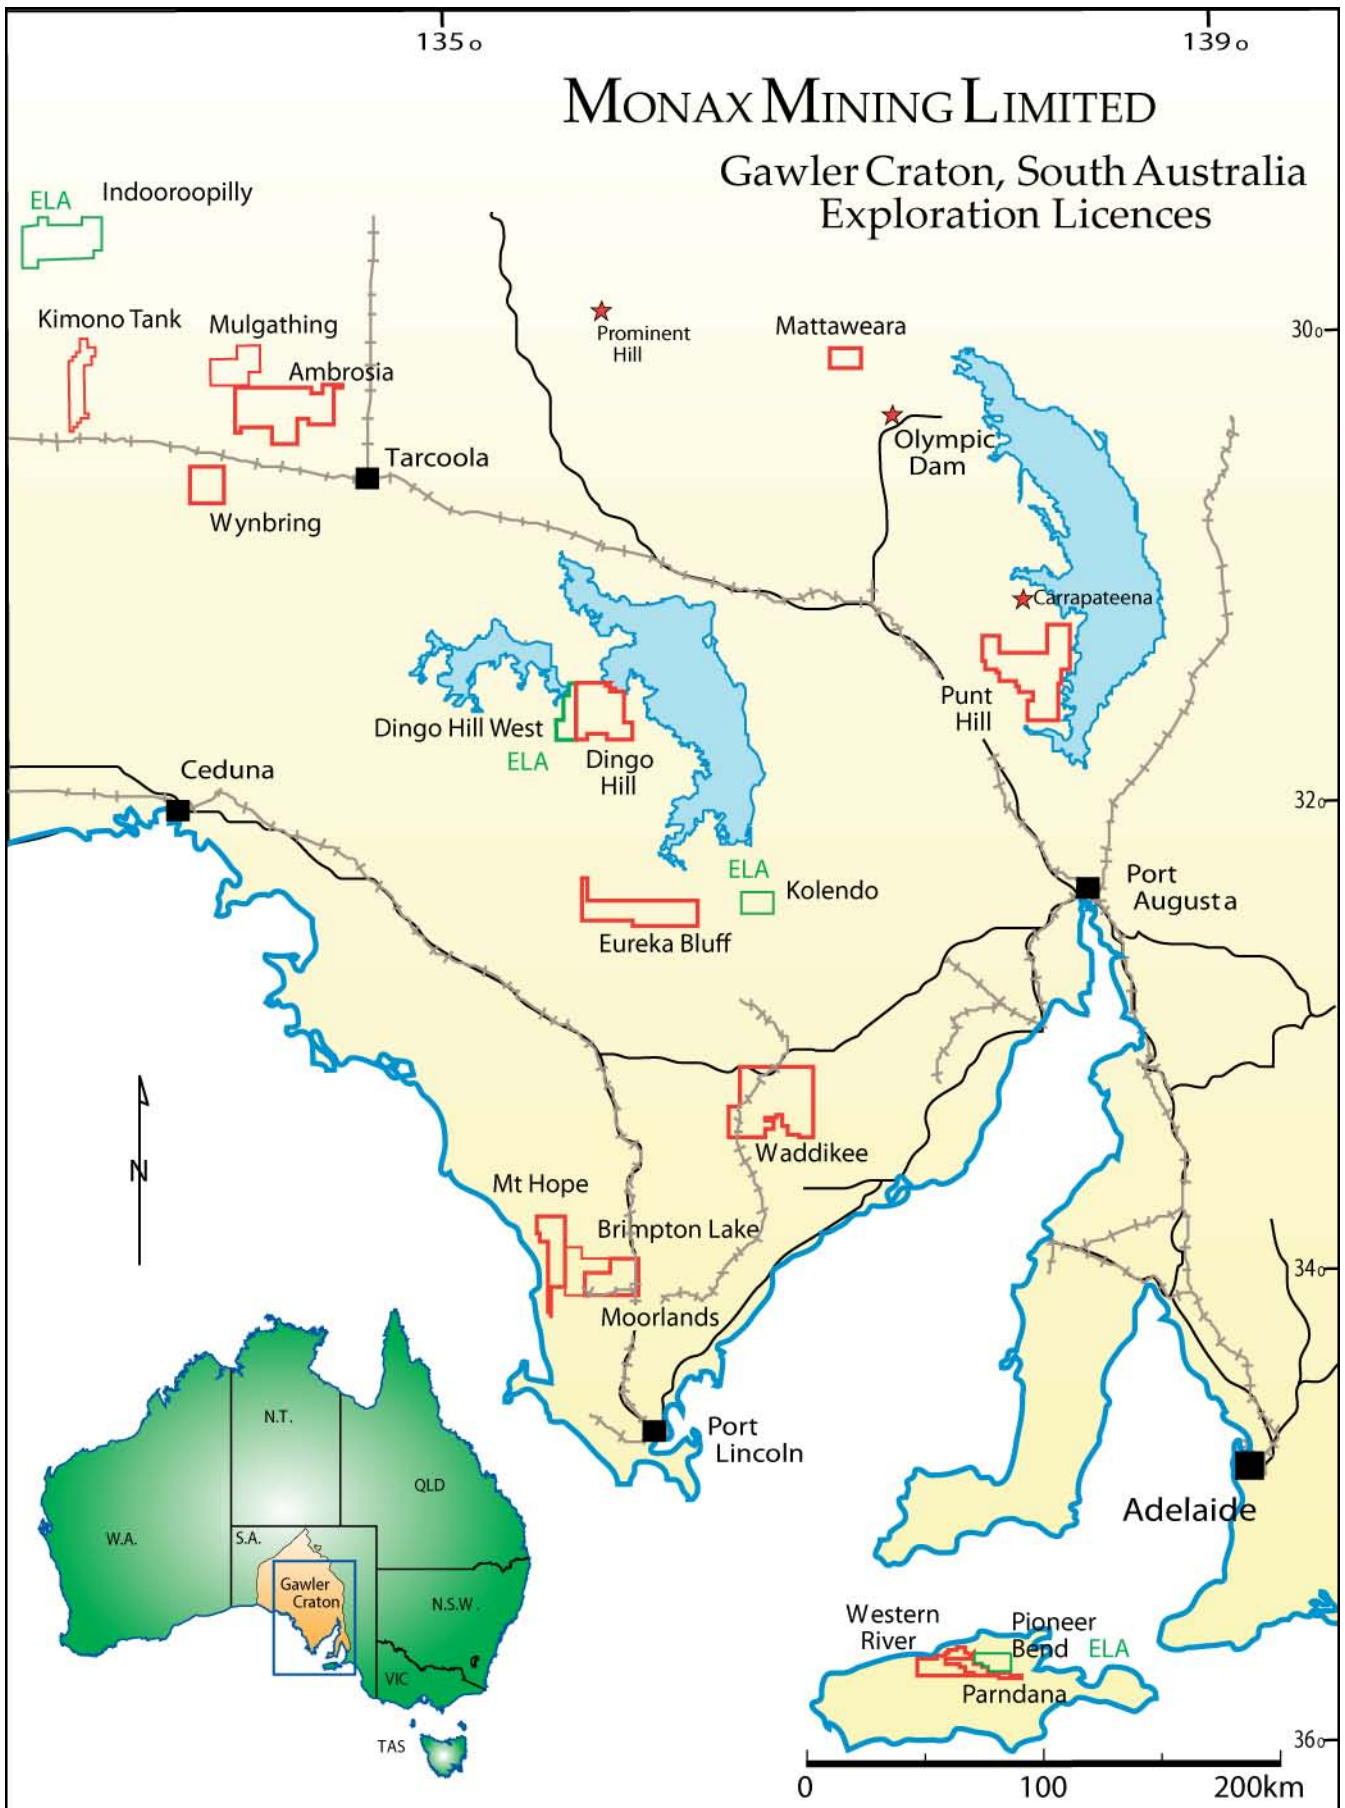 135o
139o
MONAX MINING LIMITED
Gawler Craton, South Australia
Exploration Licences
ELA
Indooroopilly
Kimono Tank
Mulgathing
Ambrosia
Prominent
Hill
Mattaweara
30o
Olympic
Dam
Tarcoola
Wynbring
Carrapateena
Punt
Hill
Dingo Hill West
ELA
Dingo
Hill
Ceduna
32o
ELA
Kolendo
Port
Augusta
Eureka Bluff
N
Waddikee
Mt Hope
Brimpton Lake
34o
Moorlands
Port
Lincoln
Adelaide
N.T.
QLD
W.A.
S.A.
Gawler
Craton
N.S.W.
VIC
TAS
Western
River
Pioneer
Bend
ELA
Parndana
36o
0
100
200km